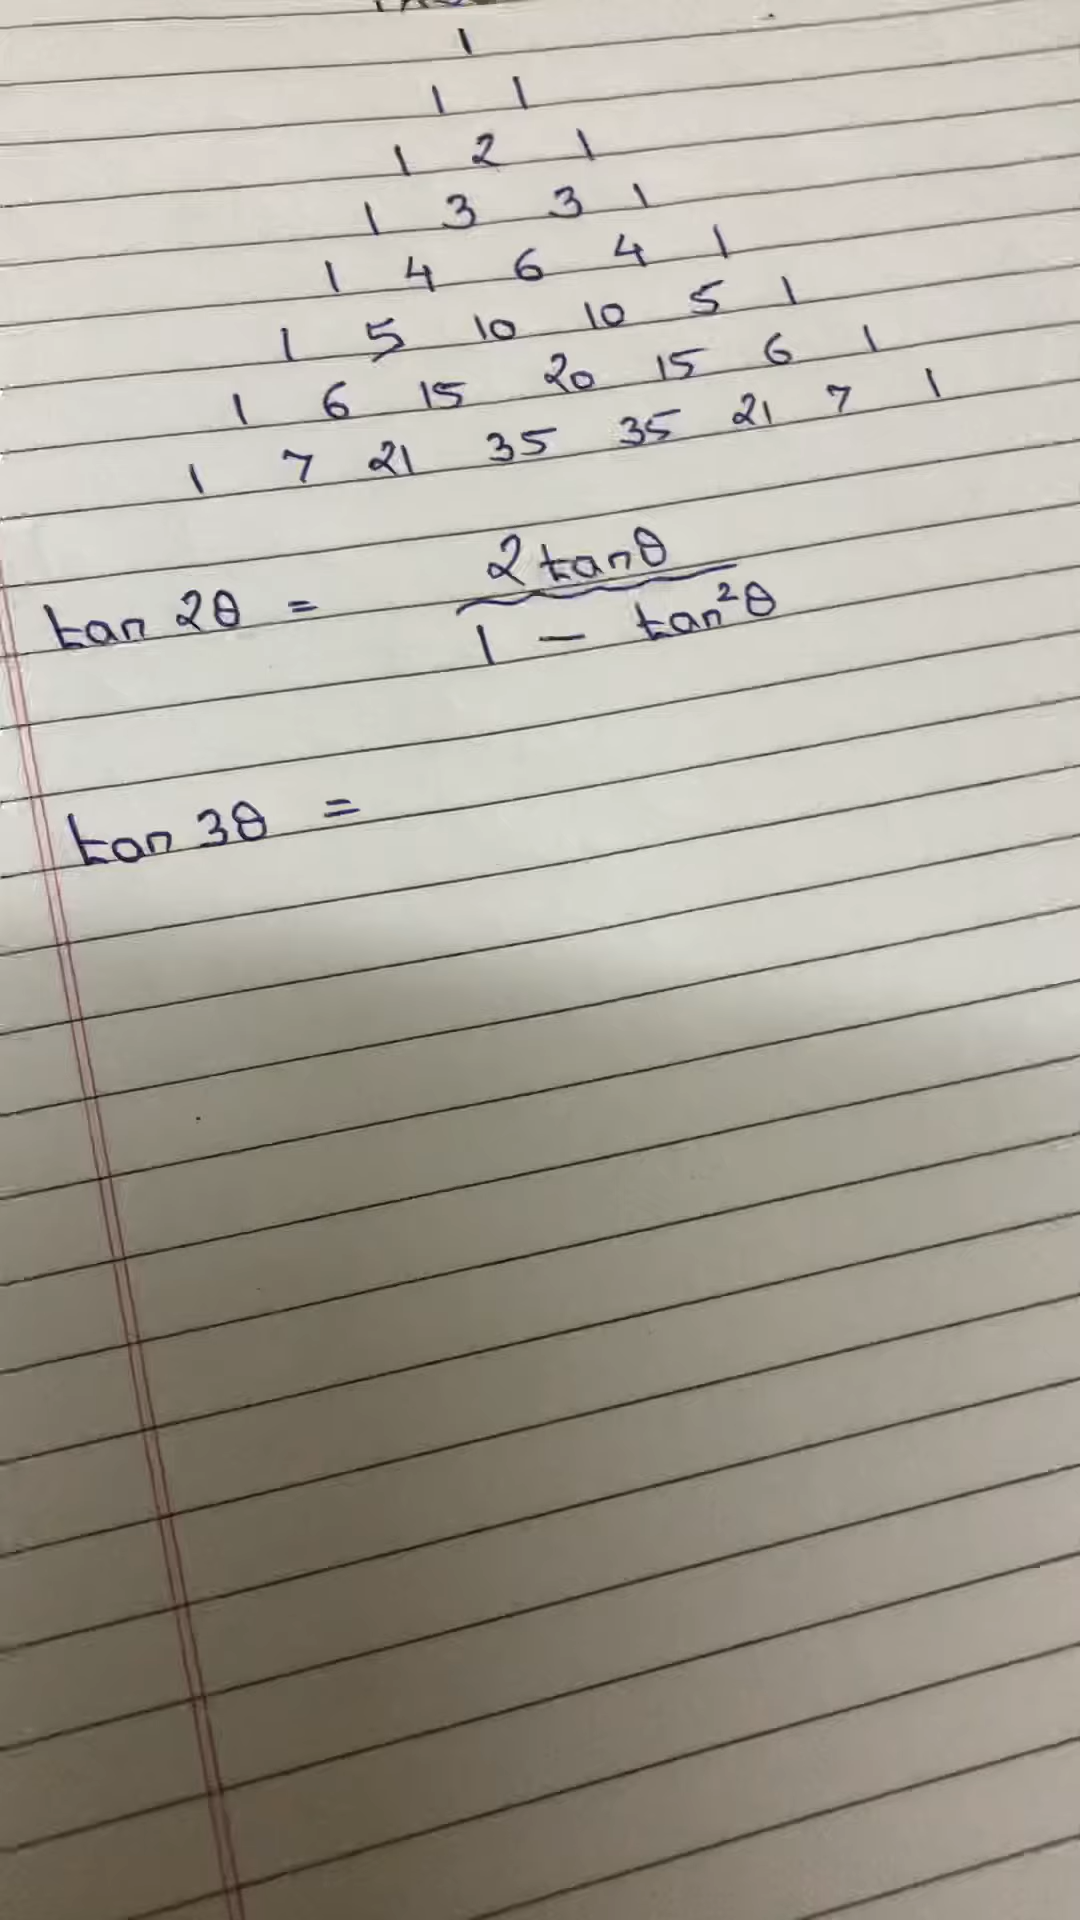 1
1 1
1 2 1
1 3 3 1
1 4 6 4 1
1 5 10 10 5 1
1 6 15 20 15 6 1
1 7 21 35 35 21 7 1
tan 2θ = 2 tan θ / 1 - tan²θ
tan 3θ =